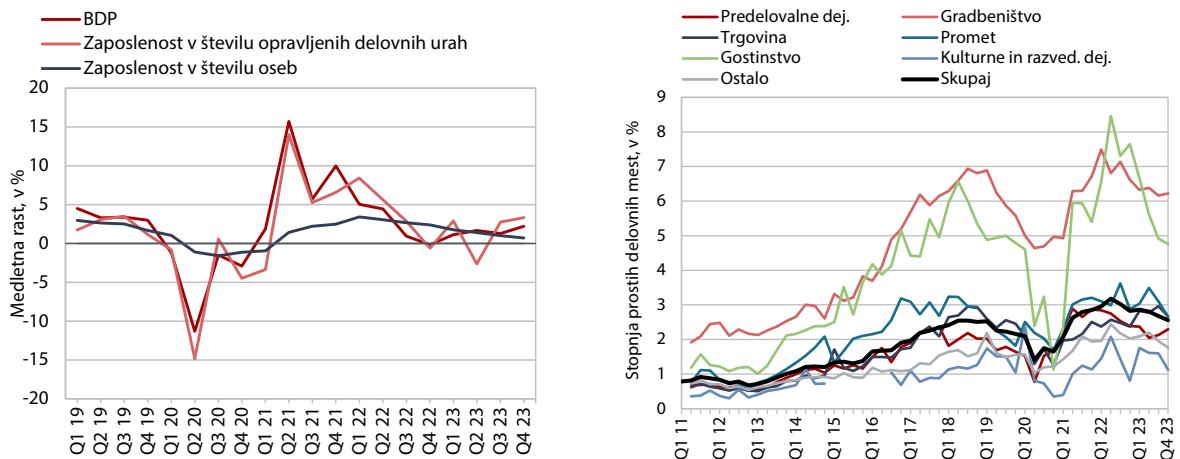 BDP
Zaposlenost v številu opravljenih delovnih urah
Zaposlenost v številu oseb
Medletna rast, v %
20
15
10
5
0
-5
-10
-15
-20
Q1 19
Q2 19
Q3 19
Q4 19
Q1 20
Q2 20
Q3 20
Q4 20
Q1 21
Q2 21
Q3 21
Q4 21
Q1 22
Q2 22
Q3 22
Q4 22
Q1 23
Q2 23
Q3 23
Q4 23
Predelovalne dej.
Gradbeništvo
Trgovina
Promet
Gostinstvo
Kulturne in razved. dej.
Ostalo
Skupaj
Stopnja prostih delovnih mest, v %
9
8
7
6
5
4
3
2
1
0
Q1 11
Q1 12
Q1 13
Q1 14
Q1 15
Q1 16
Q1 17
Q1 18
Q1 19
Q1 20
Q1 21
Q1 22
Q1 23
Q4 23